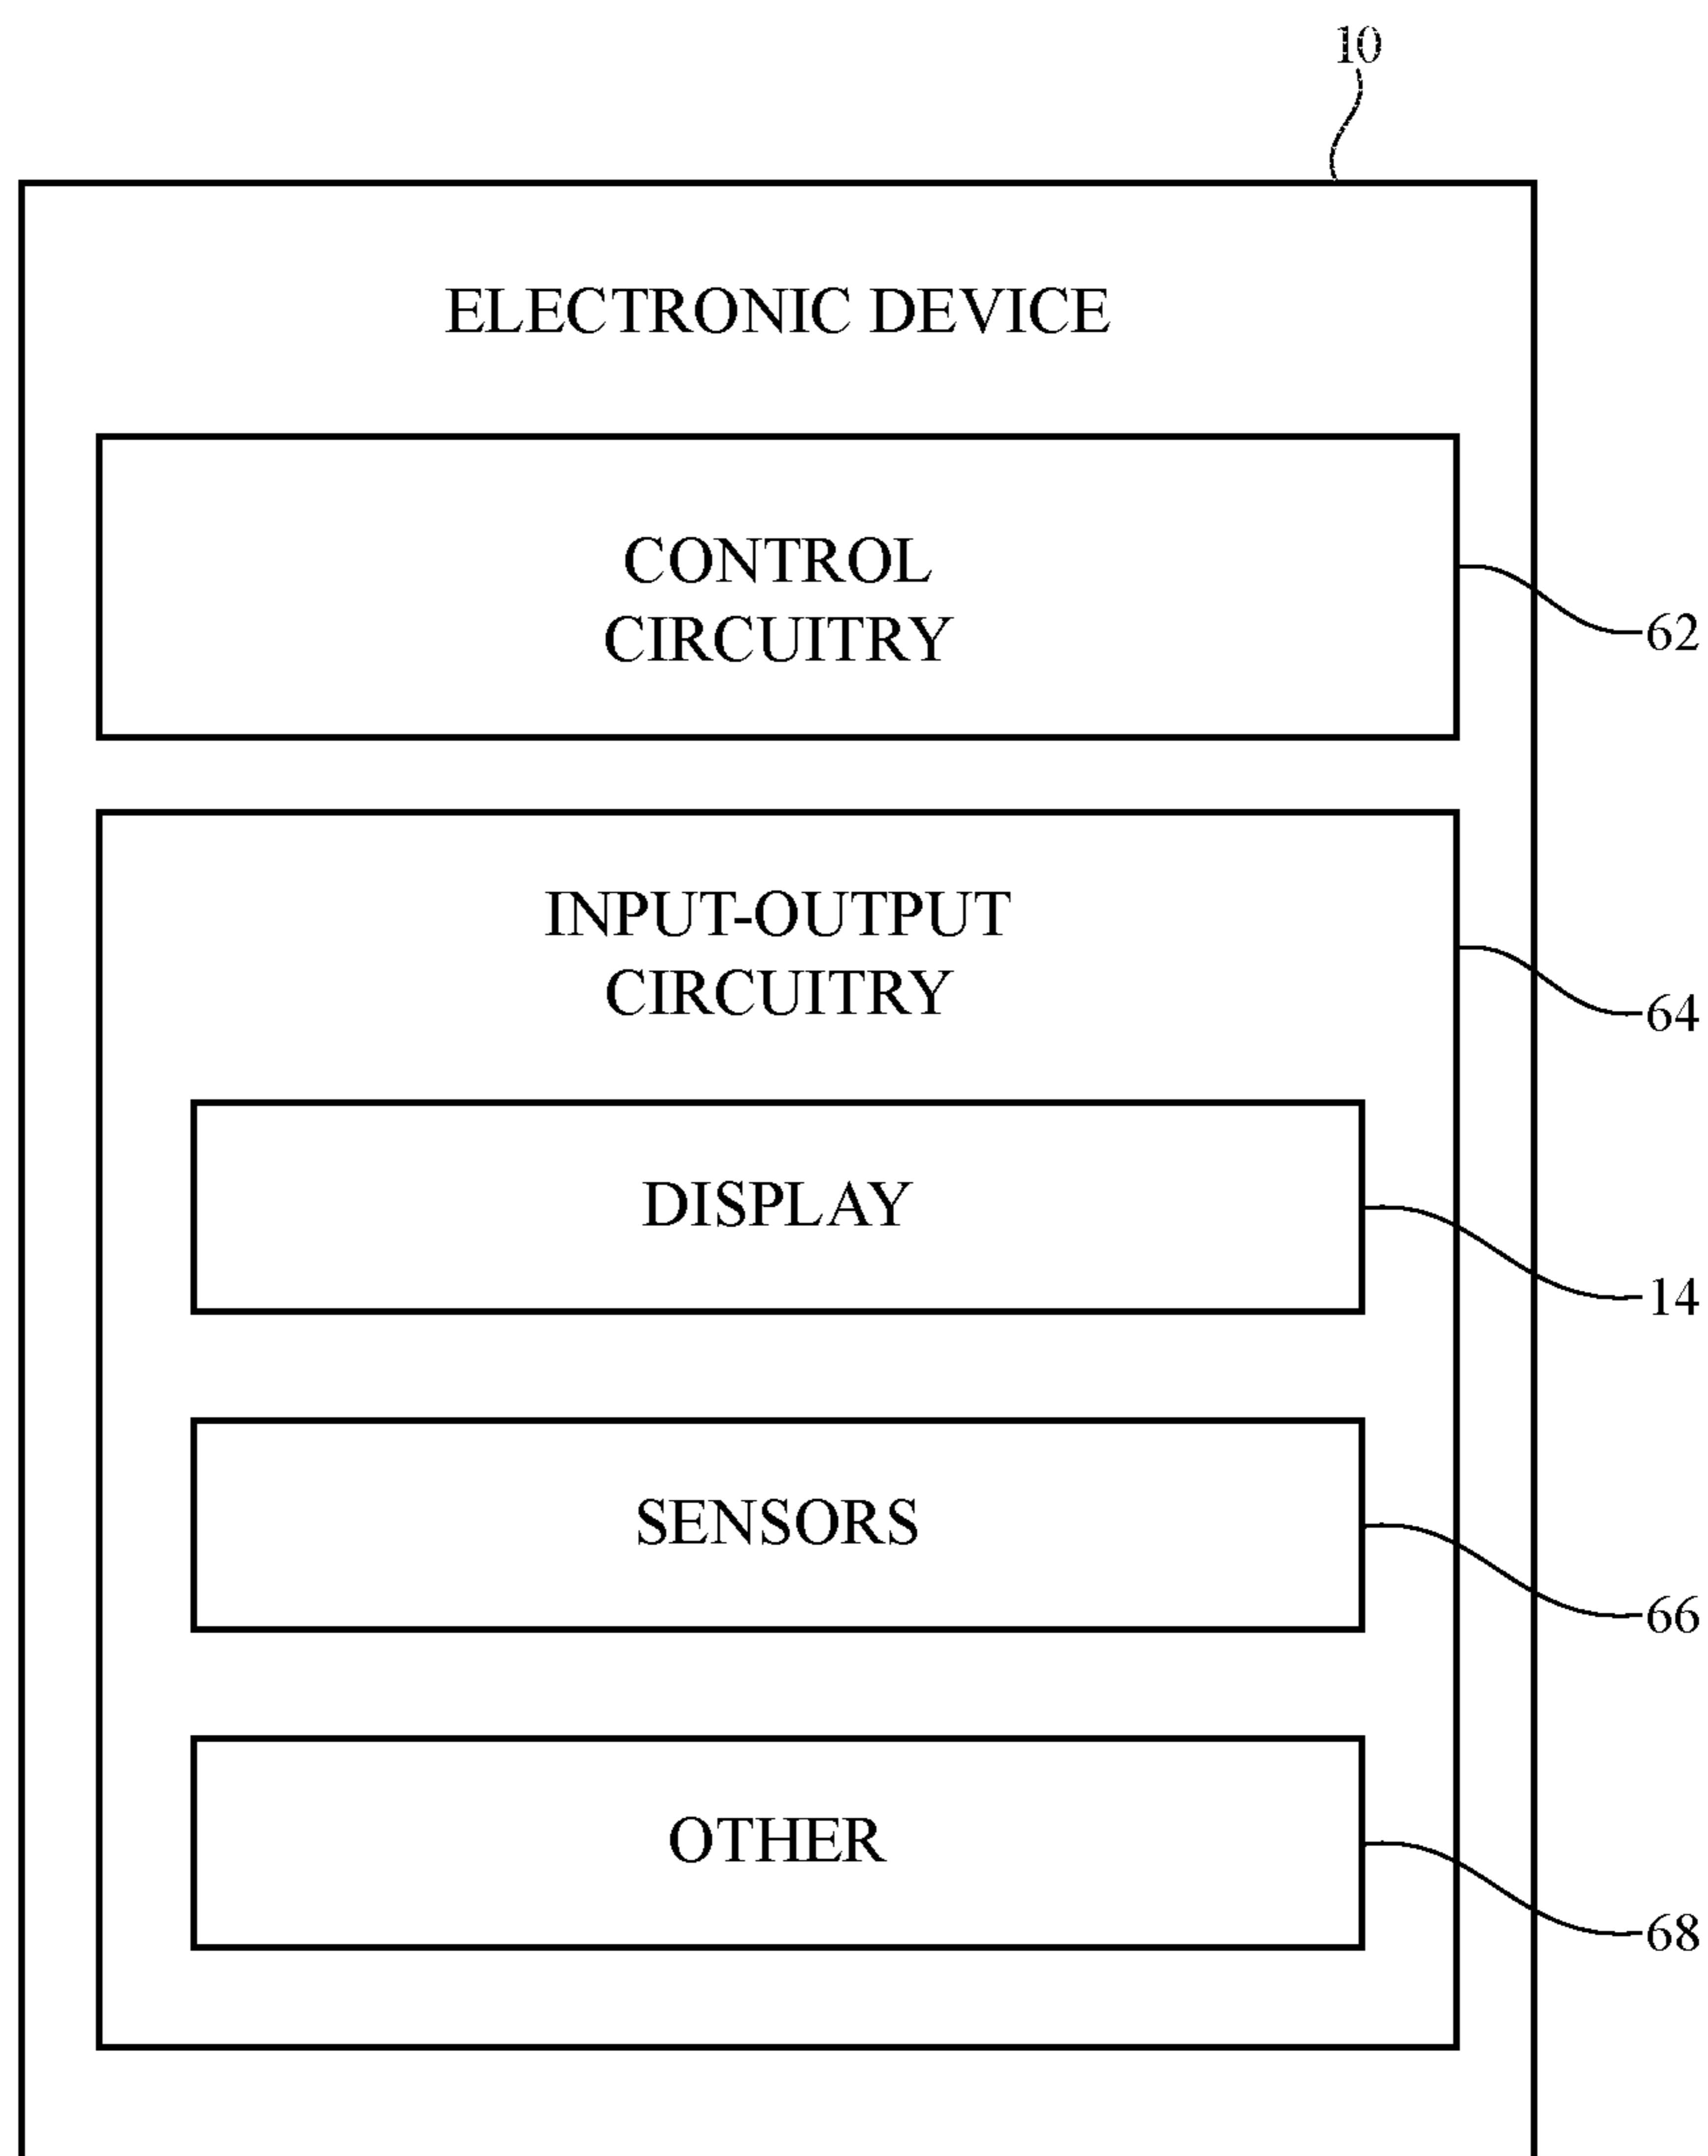 10
ELECTRONIC DEVICE
CONTROL
CIRCUITRY
62
INPUT-OUTPUT
CIRCUITRY
64
DISPLAY
14
SENSORS
66
OTHER
68